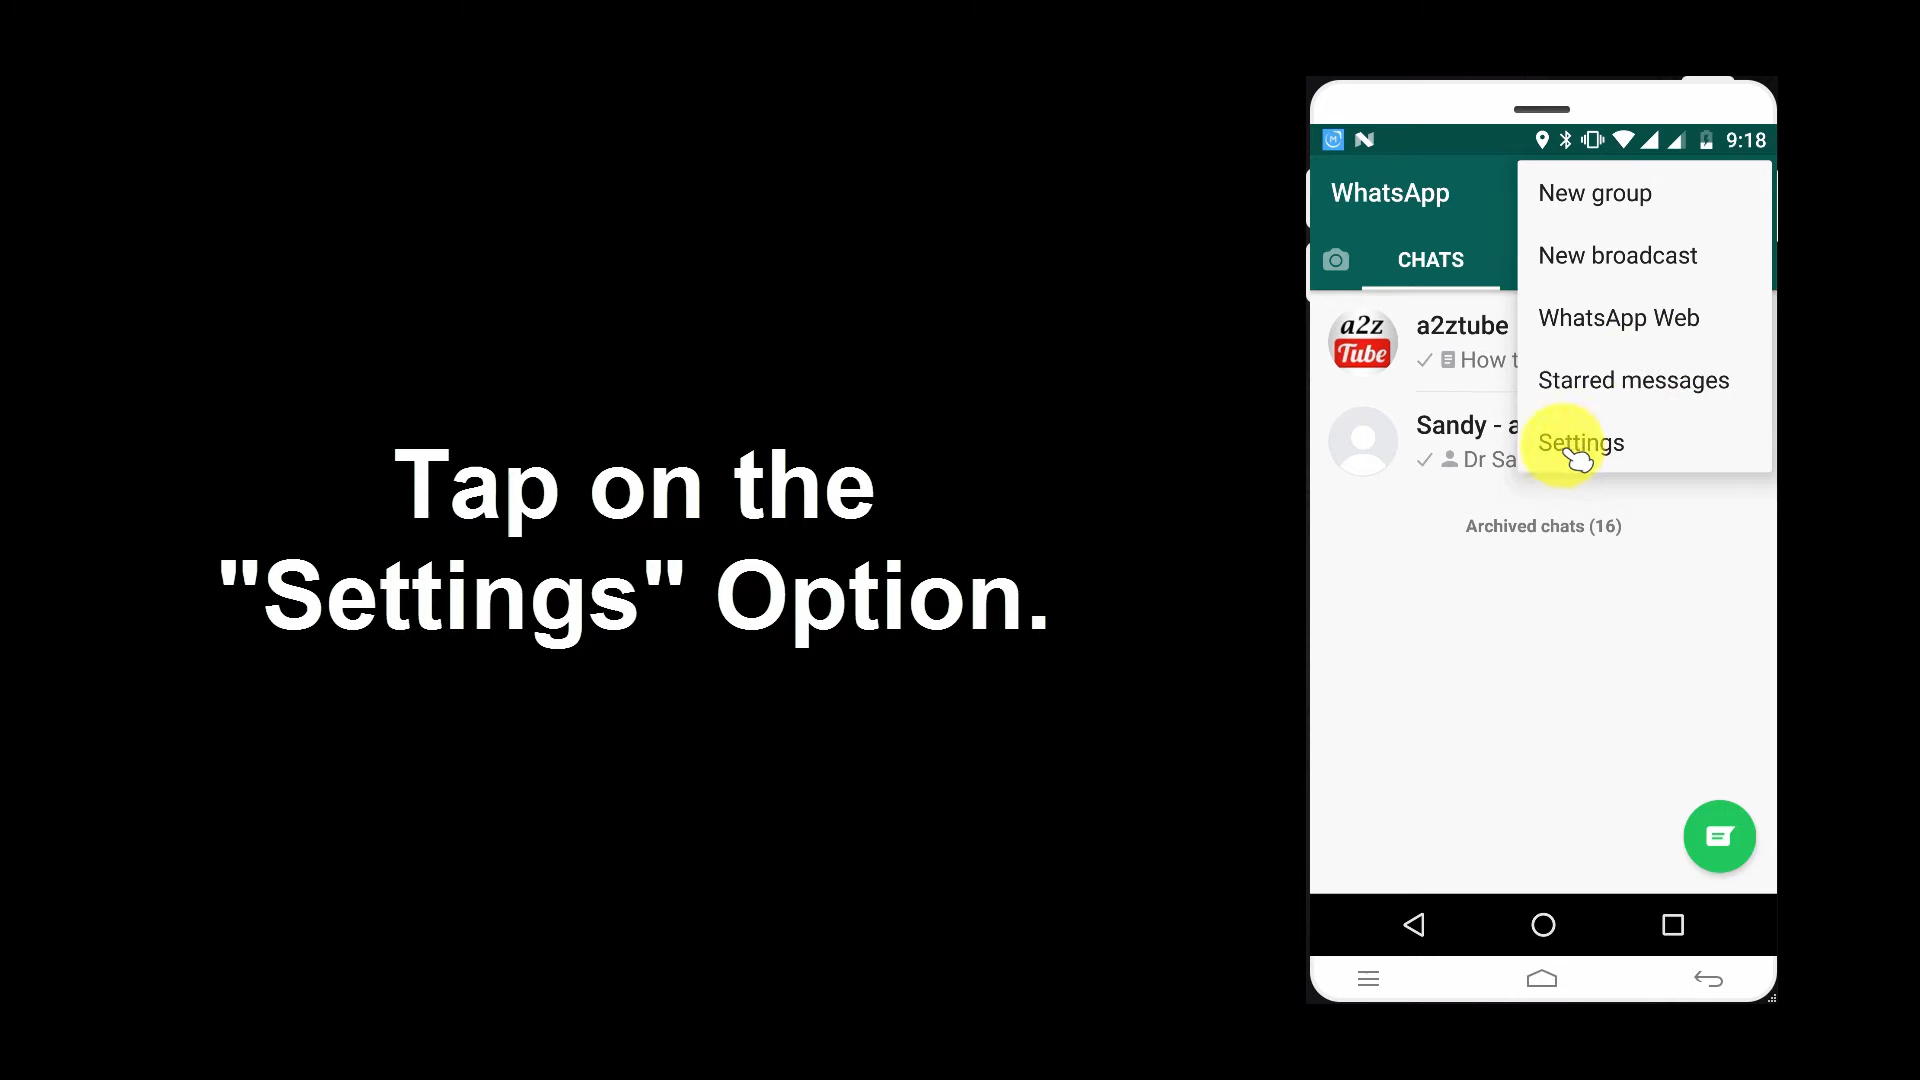 Tap on the
"Settings" Option.
9:18
WhatsApp
New group
New broadcast
WhatsApp Web
Starred messages
Settings
CHATS
a2z
Tube
a2ztube
How t
Sandy - a
Dr Sa
Archived chats (16)